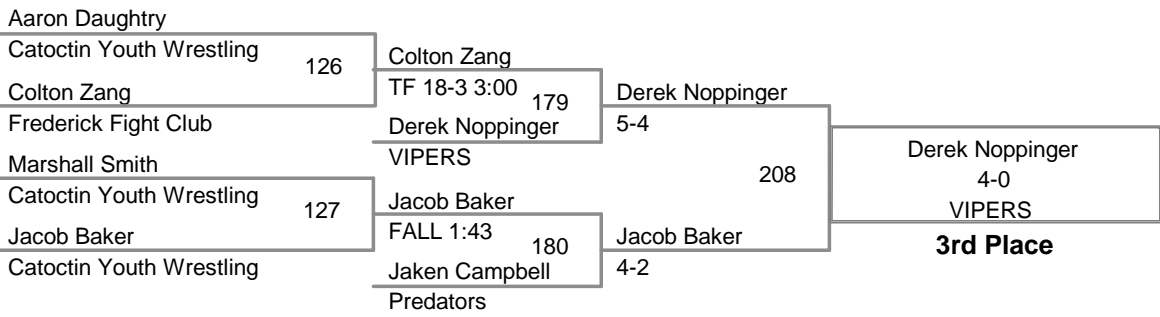 Aaron Daughtry
Catoctin Youth Wrestling
126
Colton Zang
Frederick Fight Club
Marshall Smith
Catoctin Youth Wrestling
127
Jacob Baker
Catoctin Youth Wrestling
Colton Zang
TF 18-3 3:00
179
Derek Noppinger
VIPERS
Jacob Baker
FALL 1:43
180
Jaken Campbell
Predators
Derek Noppinger
5-4
208
Jacob Baker
4-2
Derek Noppinger
4-0
VIPERS
3rd Place